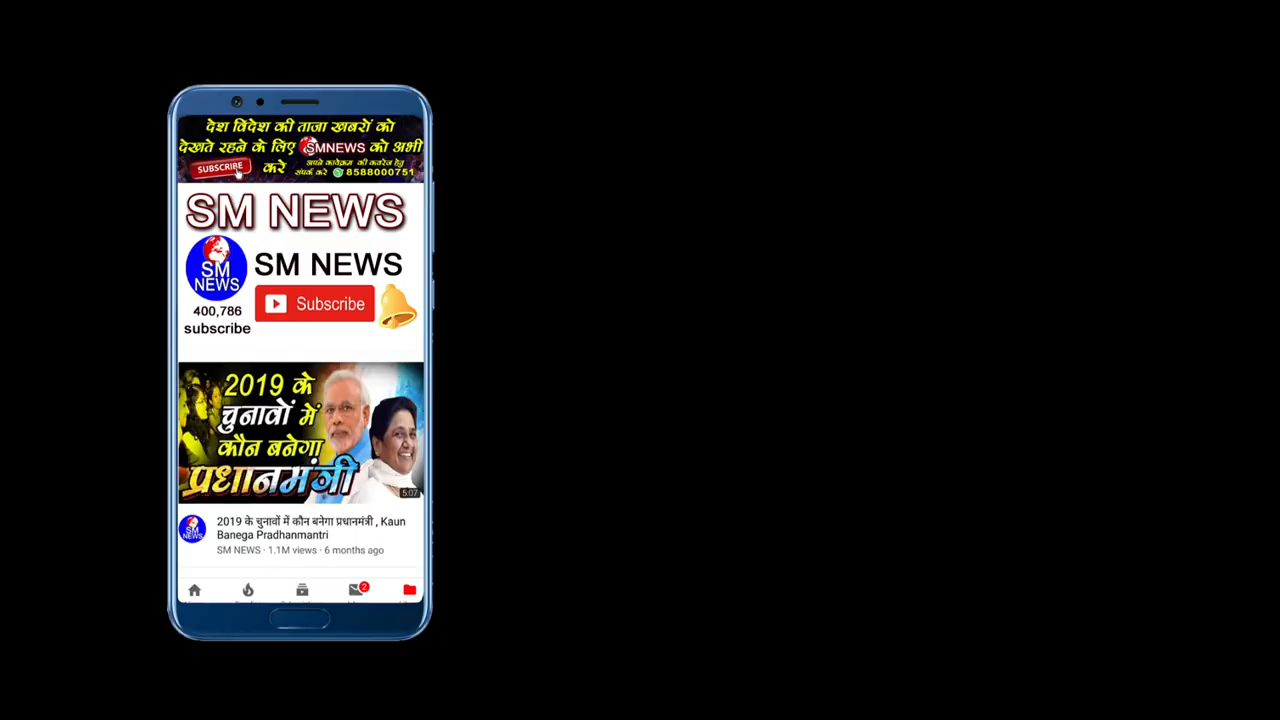 देश विदेश की ताजा खबरों को
देखते रहने के लिए SMNEWS को अभी
SUBSCRIBE करे
अपने कार्यक्रम की कवरेज हेतु
संपर्क करे 8588000751
SM NEWS
SM NEWS
SM NEWS
Subscribe
400,786
subscribe
2019 के
चुनावों में
कौन बनेगा
प्रधानमंत्री
5:07
SM NEWS
2019 के चुनावों में कौन बनेगा प्रधानमंत्री , Kaun
Banega Pradhanmantri
SM NEWS · 1.1M views · 6 months ago
2